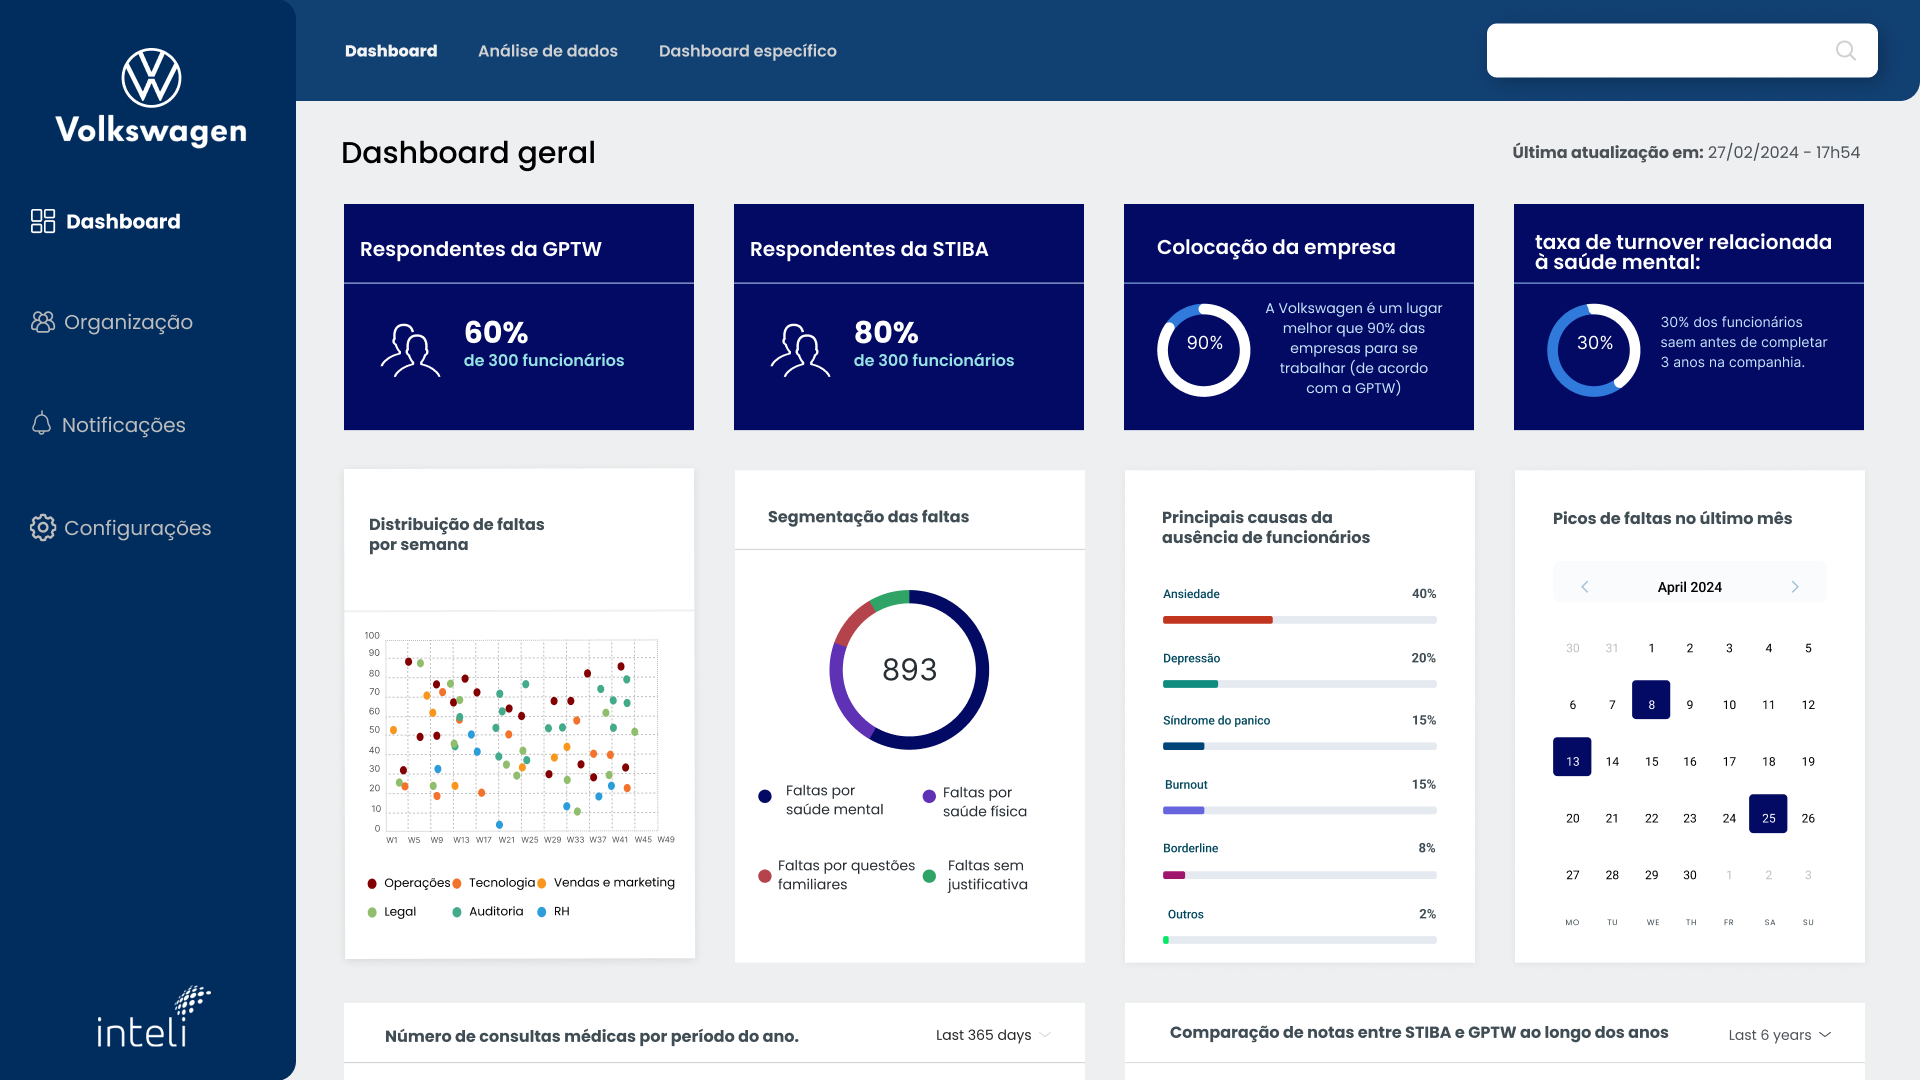 Volkswagen
Dashboard
Organização
Notificações
Configurações
inteli
Dashboard
Análise de dados
Dashboard específico
Dashboard geral
Última atualização em: 27/02/2024 - 17h54
Respondentes da GPTW
60%
de 300 funcionários
Respondentes da STIBA
80%
de 300 funcionários
Colocação da empresa
90%
A Volkswagen é um lugar
melhor que 90% das
empresas para se
trabalhar (de acordo
com a GPTW)
taxa de turnover relacionada
à saúde mental:
30%
30% dos funcionários
saem antes de completar
3 anos na companhia.
Distribuição de faltas
por semana
100
90
80
70
60
50
40
30
20
10
0
W1 W5 W9 W13 W17 W21 W25 W29 W33 W37 W41 W45 W49
Operações Tecnologia Vendas e marketing
Legal Auditoria RH
Segmentação das faltas
893
Faltas por
saúde mental
Faltas por
saúde física
Faltas por questões
familiares
Faltas sem
justificativa
Principais causas da
ausência de funcionários
Ansiedade 40%
Depressão 20%
Síndrome do panico 15%
Burnout 15%
Borderline 8%
Outros 2%
Picos de faltas no último mês
April 2024
30 31 1 2 3 4 5
6 7 8 9 10 11 12
13 14 15 16 17 18 19
20 21 22 23 24 25 26
27 28 29 30 1 2 3
MO TU WE TH FR SA SU
Número de consultas médicas por período do ano.
Last 365 days
Comparação de notas entre STIBA e GPTW ao longo dos anos
Last 6 years